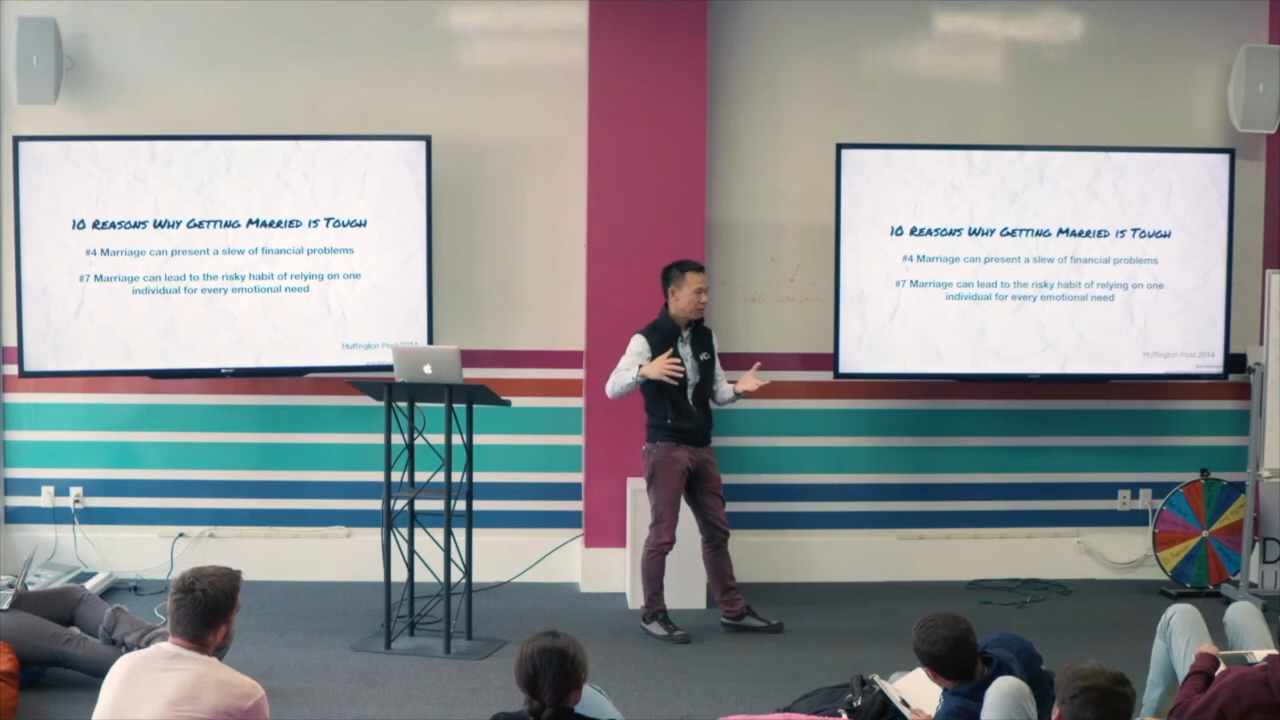 10 Reasons Why Getting Married is Tough
#4 Marriage can present a slew of financial problems
#7 Marriage can lead to the risky habit of relying on one
individual for every emotional need
Huffington Post 2014
10 Reasons Why Getting Married is Tough
#4 Marriage can present a slew of financial problems
#7 Marriage can lead to the risky habit of relying on one
individual for every emotional need
Huffington Post 2014